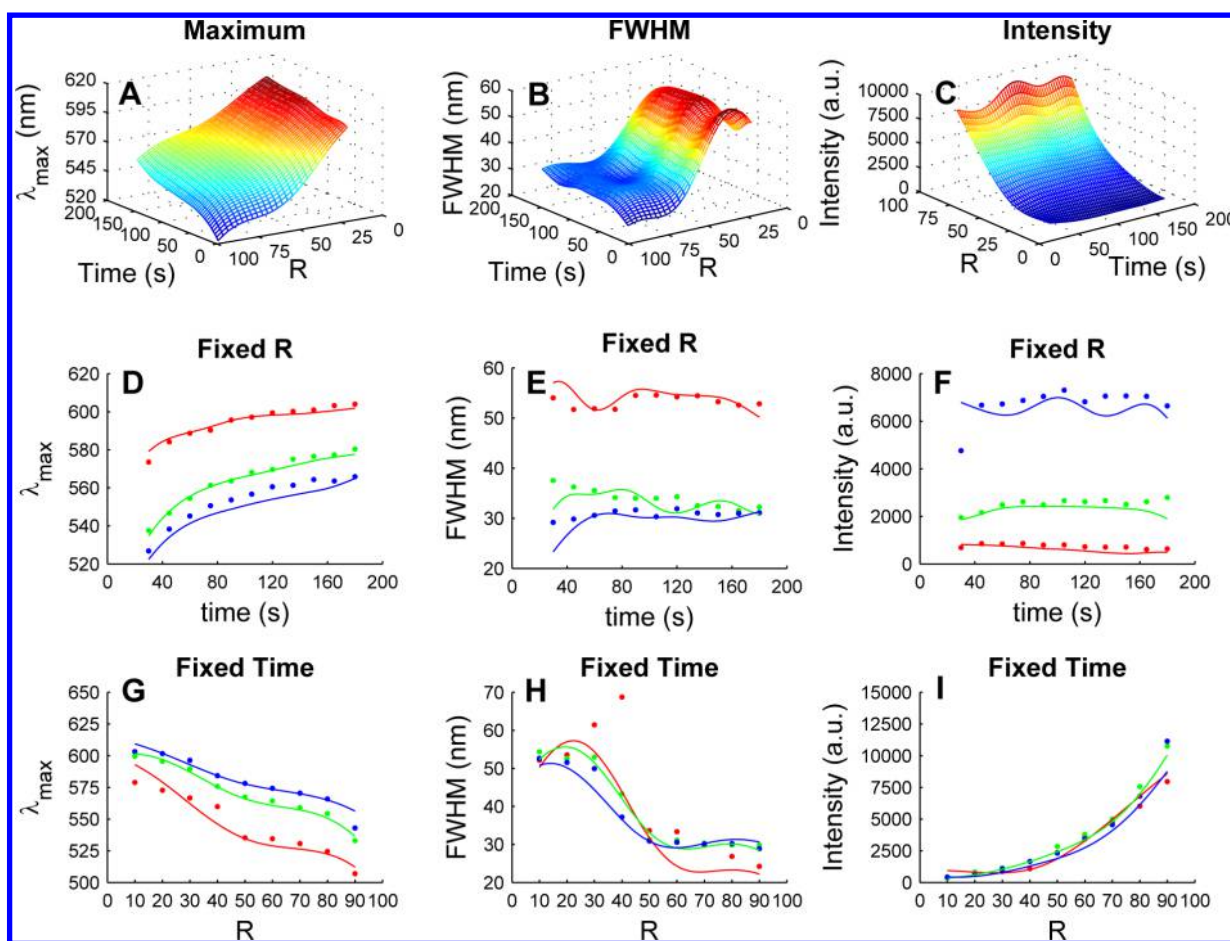 Maximum
FWHM
Intensity
A
λmax (nm)
620
595
570
545
520
200
150
100
50
0
Time (s)
100
75
50
25
0
R
B
FWHM (nm)
60
50
40
30
20
200
150
100
50
0
Time (s)
100
75
50
25
0
R
C
Intensity (a.u.)
10000
7500
5000
2500
0
100
75
50
25
0
R
0
50
100
150
200
Time (s)
Fixed R
D
λmax
620
600
580
560
540
520
0 40 80 120 160 200
time (s)
Fixed R
E
FWHM (nm)
60
50
40
30
20
0 40 80 120 160 200
time (s)
Fixed R
F
Intensity (a.u.)
8000
6000
4000
2000
0
0 40 80 120 160 200
time (s)
Fixed Time
G
λmax
650
625
600
575
550
525
500
0 10 20 30 40 50 60 70 80 90 100
R
Fixed Time
H
FWHM (nm)
70
60
50
40
30
20
0 10 20 30 40 50 60 70 80 90 100
R
Fixed Time
I
Intensity (a.u.)
15000
12500
10000
7500
5000
2500
0
0 10 20 30 40 50 60 70 80 90 100
R